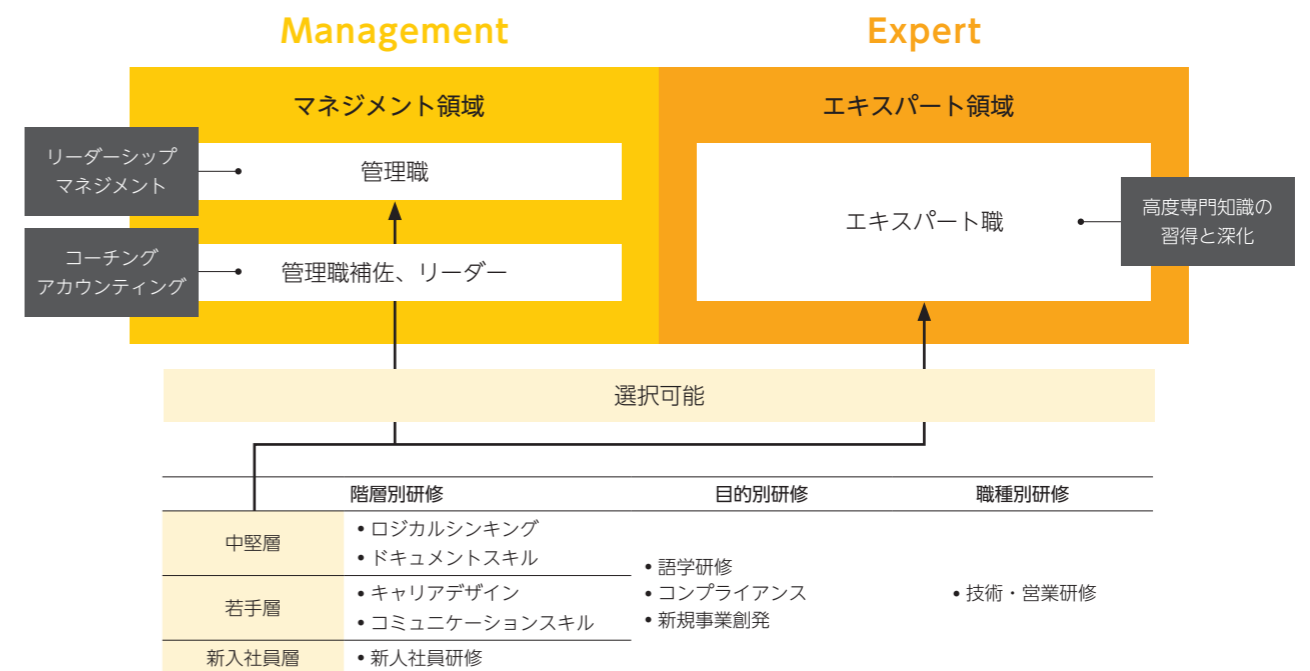 Management
Expert
マネジメント領域
エキスパート領域
リーダーシップ
マネジメント
管理職
コーチング
アカウンティング
管理職補佐、リーダー
エキスパート職
高度専門知識の
習得と深化
選択可能
階層別研修
目的別研修
職種別研修
中堅層
• ロジカルシンキング
• ドキュメントスキル
若手層
• キャリアデザイン
• コミュニケーションスキル
新入社員層
• 新人社員研修
• 語学研修
• コンプライアンス
• 新規事業創発
• 技術・営業研修